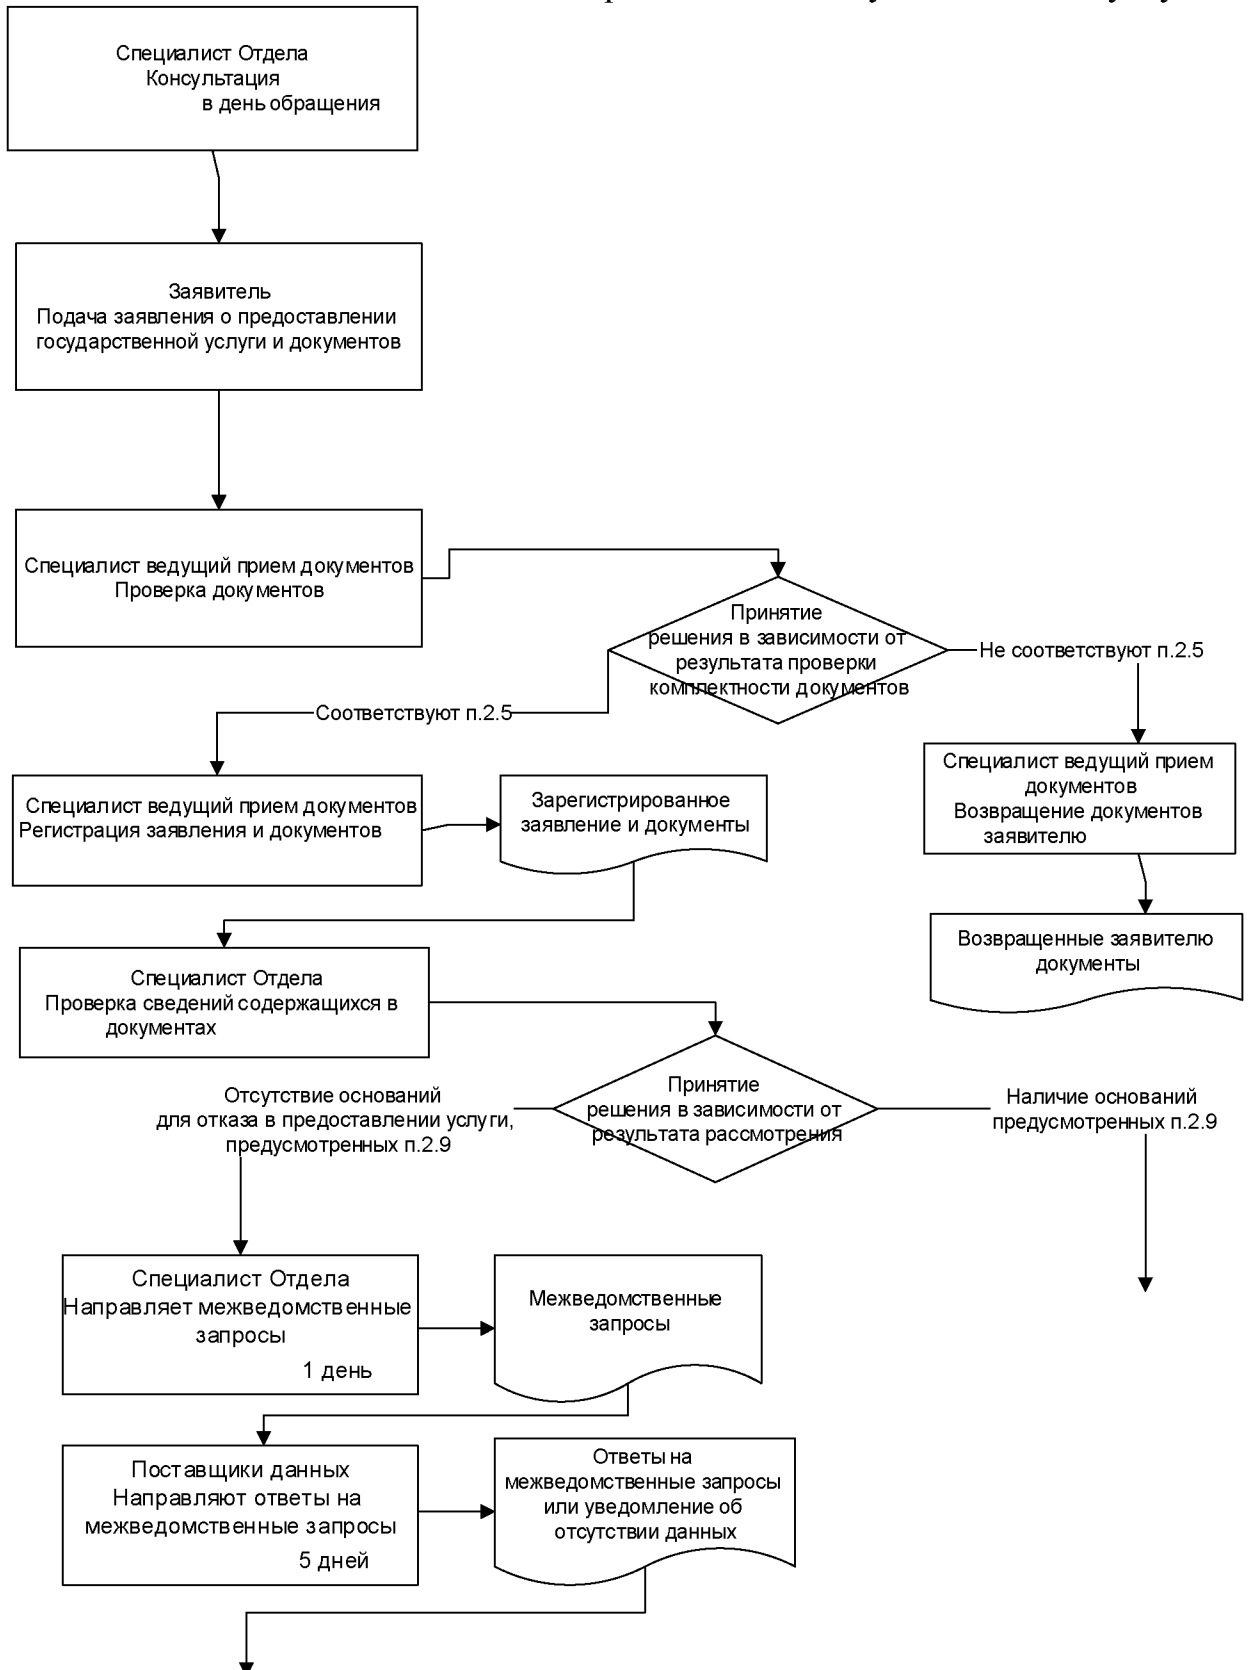 Специалист Отдела
Консультация
в день обращения
Заявитель
Подача заявления о предоставлении
государственной услуги и документов
Специалист ведущий прием документов
Проверка документов
Принятие
решения в зависимости от
результата проверки
комплектности документов
Не соответствуют п.2.5
Соответствуют п.2.5
Специалист ведущий прием
документов
Возвращение документов
заявителю
Специалист ведущий прием документов
Регистрация заявления и документов
Зарегистрированное
заявление и документы
Возвращенные заявителю
документы
Специалист Отдела
Проверка сведений содержащихся в
документах
Принятие
решения в зависимости от
результата рассмотрения
Отсутствие оснований
для отказа в предоставлении услуги,
предусмотренных п.2.9
Наличие оснований
предусмотренных п.2.9
Специалист Отдела
Направляет межведомственные
запросы
1 день
Межведомственные
запросы
Поставщики данных
Направляют ответы на
межведомственные запросы
5 дней
Ответы на
межведомственные запросы
или уведомление об
отсутствии данных